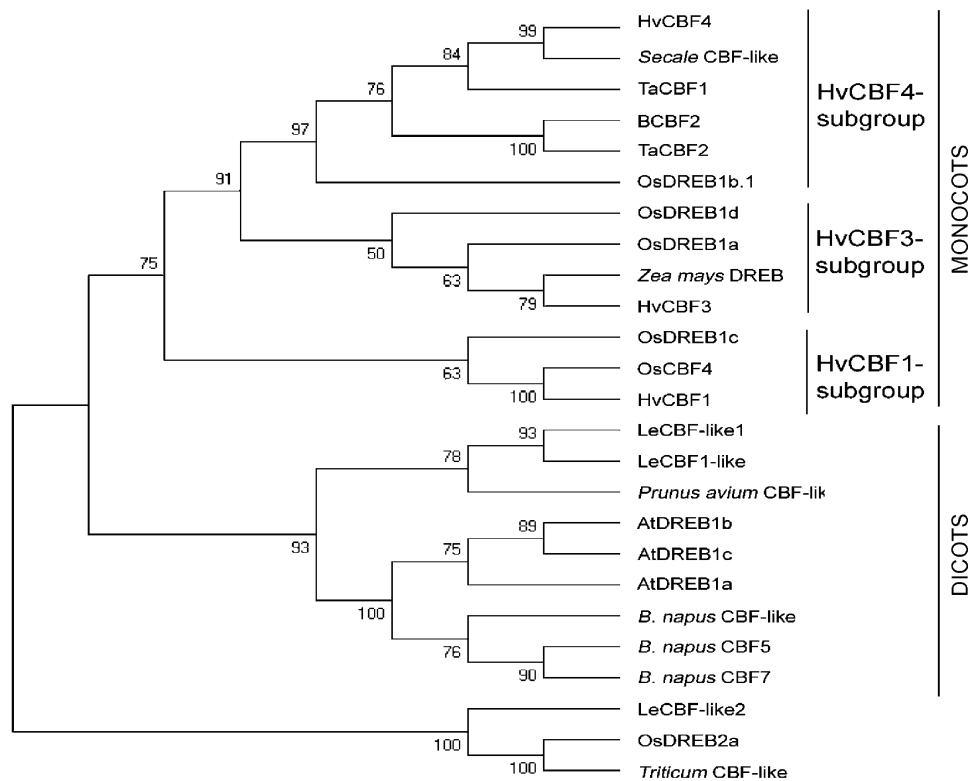 HvCBF4
99
Secale CBF-like
84
TaCBF1
76
BCBF2
HvCBF4-
subgroup
97
100
TaCBF2
91
OsDREB1b.1
OsDREB1d
50
OsDREB1a
HvCBF3-
subgroup
75
63
Zea mays DREB
79
HvCBF3
MONOCOTS
OsDREB1c
63
OsCBF4
HvCBF1-
subgroup
100
HvCBF1
LeCBF-like1
93
LeCBF1-like
78
Prunus avium CBF-lik
AtDREB1b
89
93
75
AtDREB1c
AtDREB1a
DICOTS
100
B. napus CBF-like
76
B. napus CBF5
90
B. napus CBF7
LeCBF-like2
100
OsDREB2a
100
Triticum CBF-like